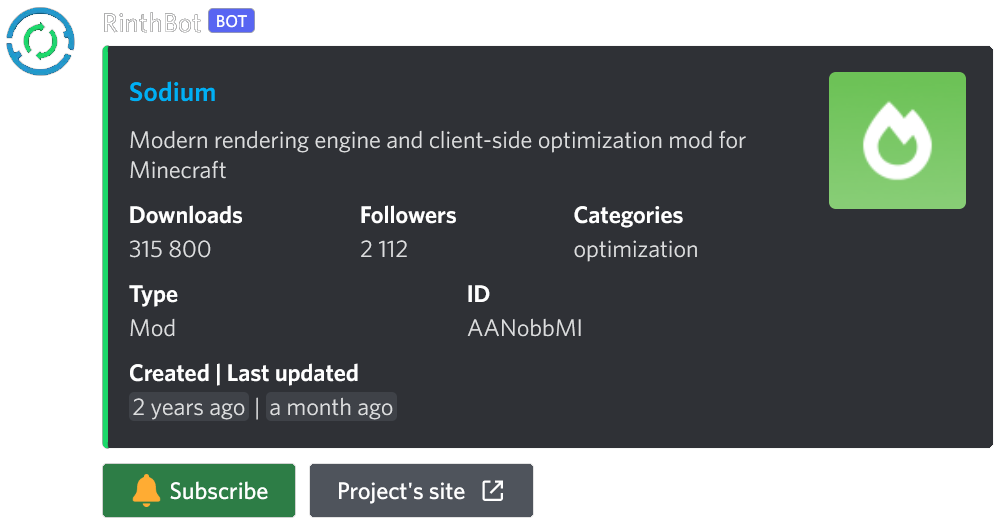 RinthBot BOT
Sodium
Modern rendering engine and client-side optimization mod for
Minecraft
Downloads Followers Categories
315 800 2 112 optimization
Type ID
Mod AANobbMI
Created | Last updated
2 years ago | a month ago
Subscribe Project's site